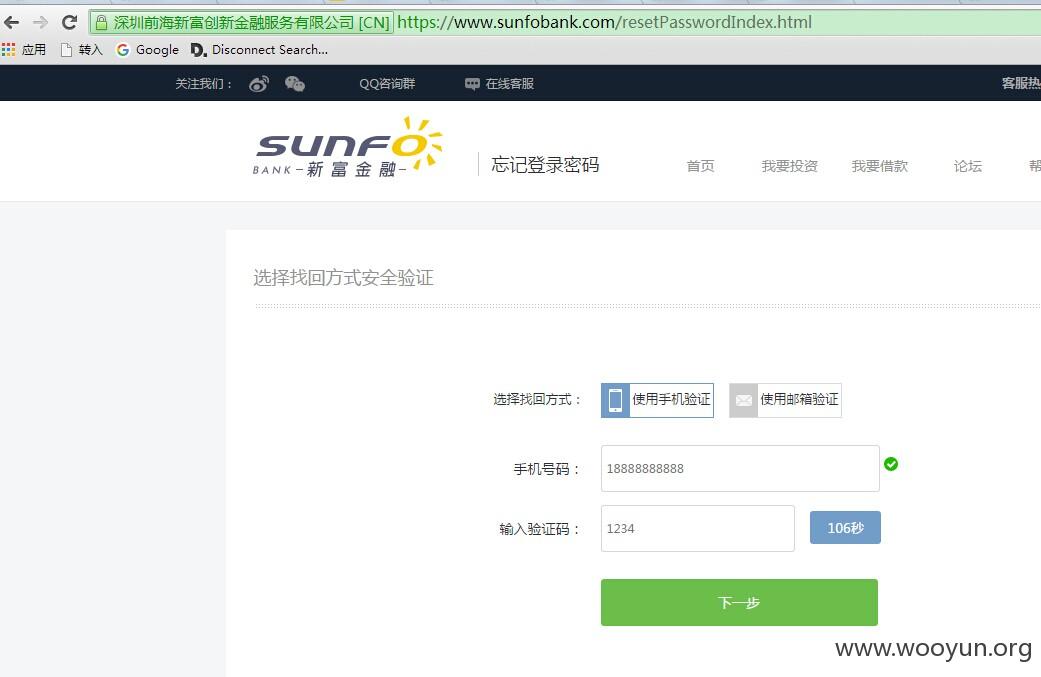 深圳前海新富创新金融服务有限公司 [CN] https://www.sunfobank.com/resetPasswordIndex.html
应用 转入 Google Disconnect Search...
关注我们： QQ咨询群 在线客服 客服热
SUNFO
BANK -新富金融-
忘记登录密码 首页 我要投资 我要借款 论坛 帮
选择找回方式安全验证
选择找回方式： 使用手机验证 使用邮箱验证
手机号码： 18888888888
输入验证码： 1234 106秒
下一步
www.wooyun.org